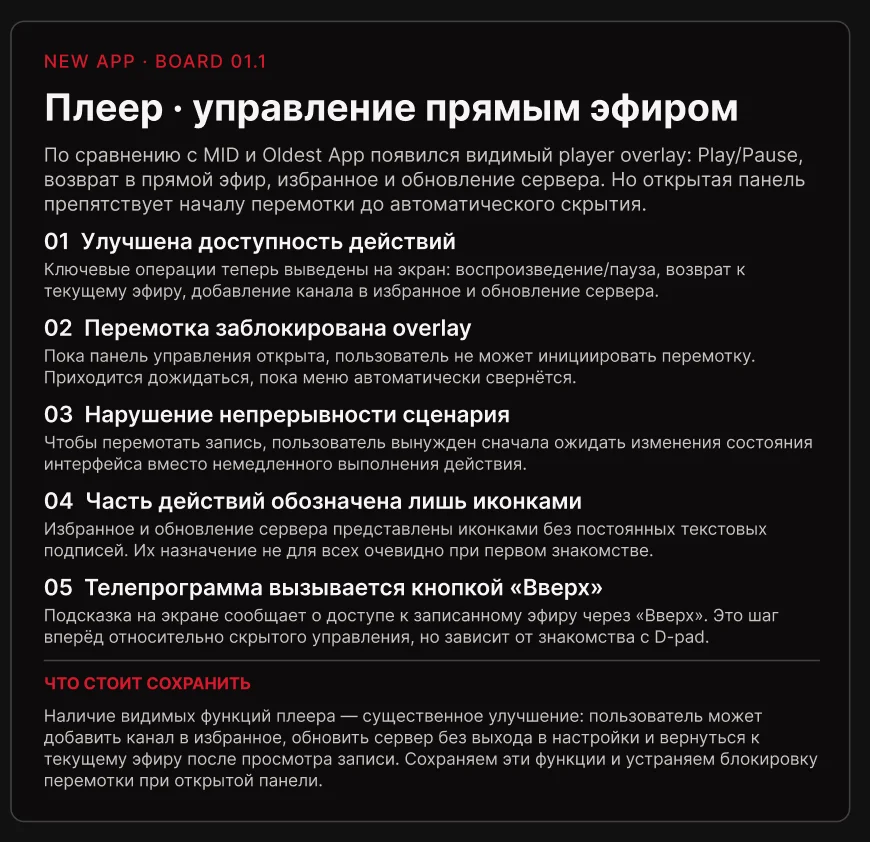 NEW APP · BOARD 01.1
Плеер · управление прямым эфиром
По сравнению с MID и Oldest App появился видимый player overlay: Play/Pause,
возврат в прямой эфир, избранное и обновление сервера. Но открытая панель
препятствует началу перемотки до автоматического скрытия.
01 Улучшена доступность действий
Ключевые операции теперь выведены на экран: воспроизведение/пауза, возврат к
текущему эфиру, добавление канала в избранное и обновление сервера.
02 Перемотка заблокирована overlay
Пока панель управления открыта, пользователь не может инициировать перемотку.
Приходится дожидаться, пока меню автоматически свернётся.
03 Нарушение непрерывности сценария
Чтобы перемотать запись, пользователь вынужден сначала ожидать изменения состояния
интерфейса вместо немедленного выполнения действия.
04 Часть действий обозначена лишь иконками
Избранное и обновление сервера представлены иконками без постоянных текстовых
подписей. Их назначение не для всех очевидно при первом знакомстве.
05 Телепрограмма вызывается кнопкой «Вверх»
Подсказка на экране сообщает о доступе к записанному эфиру через «Вверх». Это шаг
вперёд относительно скрытого управления, но зависит от знакомства с D-pad.
ЧТО СТОИТ СОХРАНИТЬ
Наличие видимых функций плеера — существенное улучшение: пользователь может
добавить канал в избранное, обновить сервер без выхода в настройки и вернуться к
текущему эфиру после просмотра записи. Сохраняем эти функции и устраняем блокировку
перемотки при открытой панели.